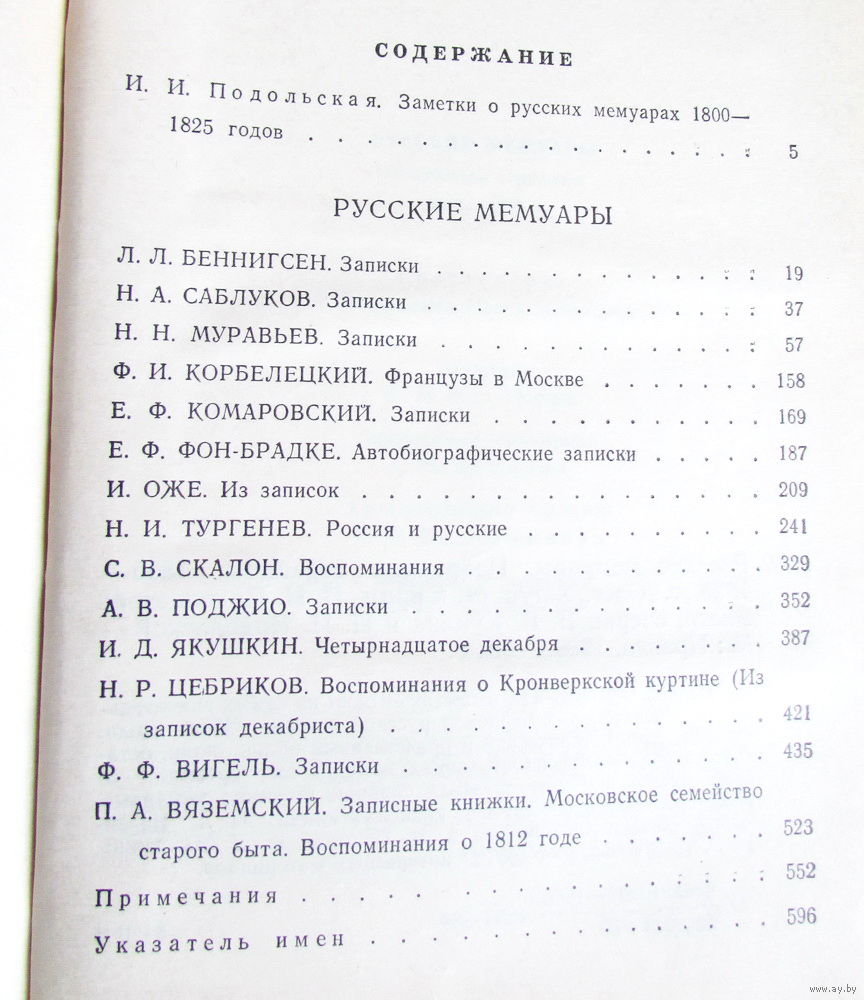 СОДЕРЖАНИЕ
И. И. Подольская. Заметки о русских мемуарах 1800—
1825 годов . . . . . . . . . . . . . . . . 5
РУССКИЕ МЕМУАРЫ
Л. Л. БЕННИГСЕН. Записки . . . . . . . . . . . . . 19
Н. А. САБЛУКОВ. Записки . . . . . . . . . . . . . 37
Н. Н. МУРАВЬЕВ. Записки . . . . . . . . . . . . . 57
Ф. И. КОРБЕЛЕЦКИЙ. Французы в Москве . . . . . . . 158
Е. Ф. КОМАРОВСКИЙ. Записки . . . . . . . . . . . 169
Е. Ф. ФОН-БРАДКЕ. Автобиографические записки . . . . . 187
И. ОЖЕ. Из записок . . . . . . . . . . . . . . . 209
Н. И. ТУРГЕНЕВ. Россия и русские . . . . . . . . . . 241
С. В. СКАЛОН. Воспоминания . . . . . . . . . . . . 329
А. В. ПОДЖИО. Записки . . . . . . . . . . . . . . 352
И. Д. ЯКУШКИН. Четырнадцатое декабря . . . . . . . . 387
Н. Р. ЦЕБРИКОВ. Воспоминания о Кронверкской куртине (Из
записок декабриста) . . . . . . . . . . . . . . 421
Ф. Ф. ВИГЕЛЬ. Записки . . . . . . . . . . . . . . 435
П. А. ВЯЗЕМСКИЙ. Записные книжки. Московское семейство
старого быта. Воспоминания о 1812 годе . . . . . . . 523
Примечания . . . . . . . . . . . . . . . . . 552
Указатель имен . . . . . . . . . . . . . . . 596
www.ay.by